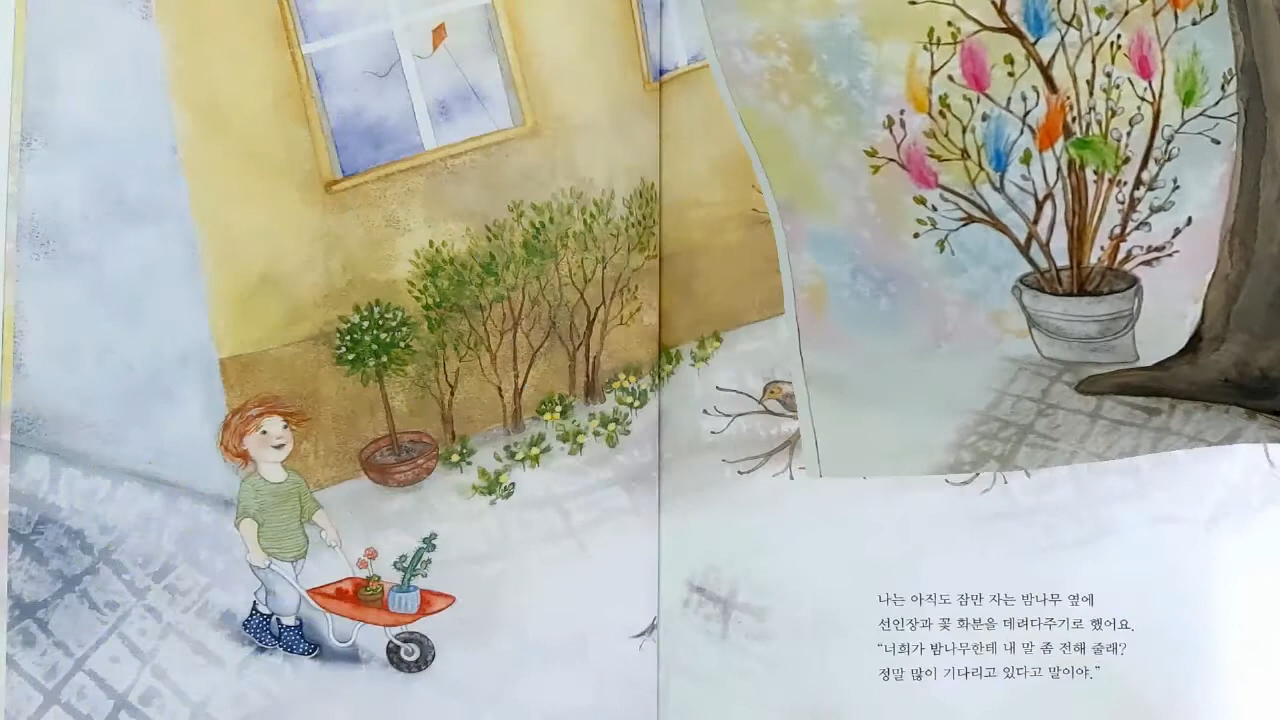 나는 아직도 잠만 자는 밤나무 옆에
선인장과 꽃 화분을 데려다주기로 했어요.
“너희가 밤나무한테 내 말 좀 전해 줄래?
정말 많이 기다리고 있다고 말이야.”